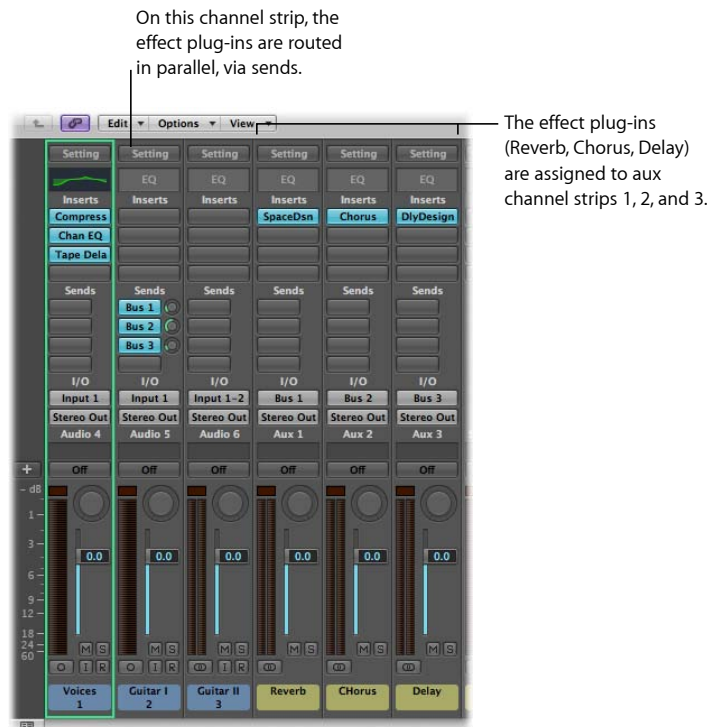 On this channel strip, the
effect plug-ins are routed
in parallel, via sends.
The effect plug-ins
(Reverb, Chorus, Delay)
are assigned to aux
channel strips 1, 2, and 3.
Edit Options View
Setting Setting Setting Setting Setting Setting
EQ EQ EQ EQ EQ
Inserts Inserts Inserts Inserts Inserts Inserts
Compress SpaceDsn Chorus DlyDesign
Chan EQ
Tape Dela
Sends Sends Sends Sends Sends Sends
Bus 1
Bus 2
Bus 3
I/O I/O I/O I/O I/O I/O
Input 1 Input 1 Input 1-2 Bus 1 Bus 2 Bus 3
Stereo Out Stereo Out Stereo Out Stereo Out Stereo Out Stereo Out
Audio 4 Audio 5 Audio 6 Aux 1 Aux 2 Aux 3
+ Off Off Off Off Off Off
- dB
1
3
0.0 0.0 0.0 0.0 0.0 0.0
6
9
12
18
24
60
M S M S M S M S M S M S
I R I R I R
Voices Guitar I Guitar II Reverb CHorus Delay
1 2 3